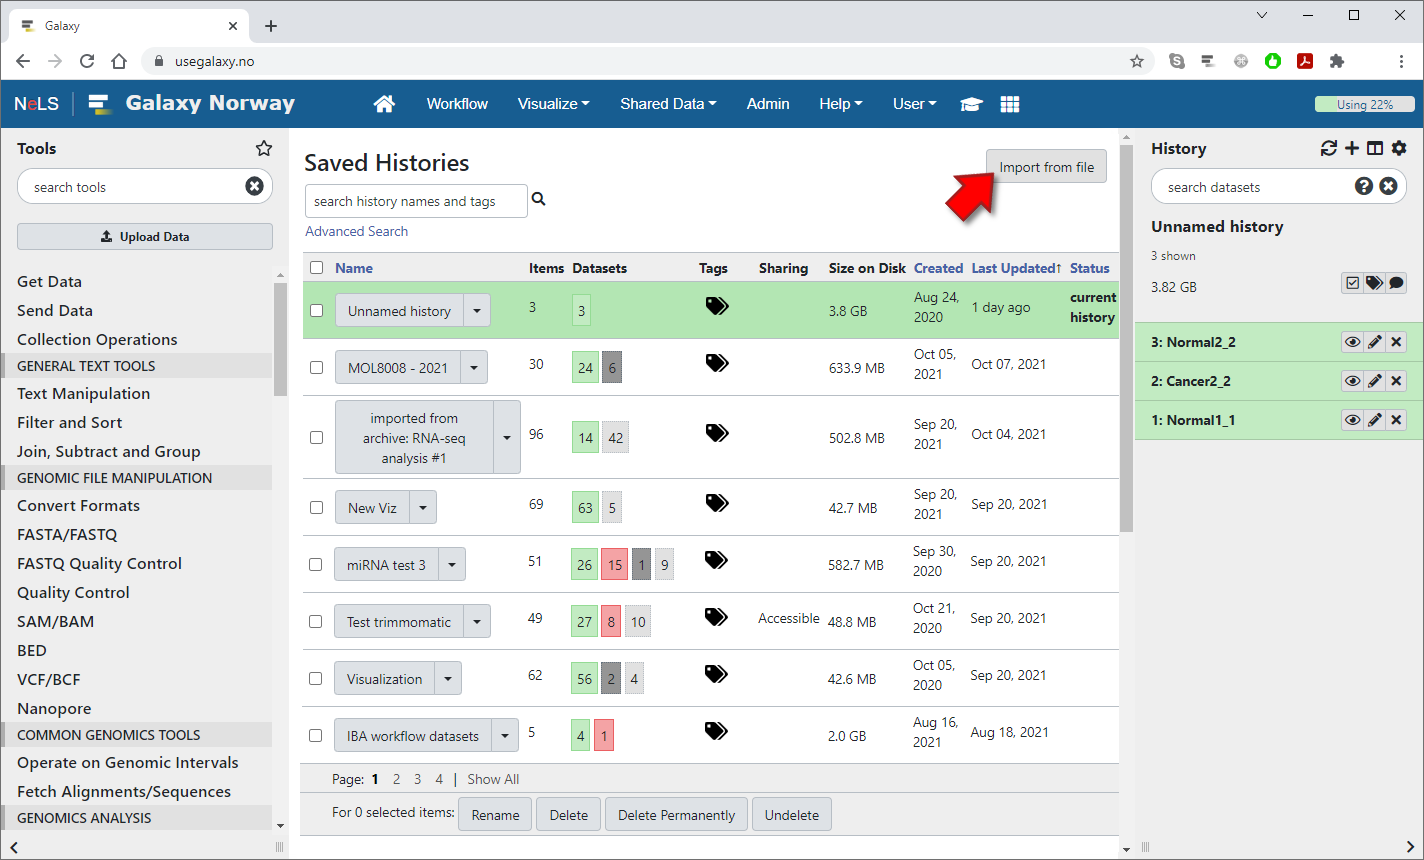 Galaxy
usegalaxy.no
NeLS Galaxy Norway Workflow Visualize Shared Data Admin Help User Using 22%
Tools
search tools
Upload Data
Get Data
Send Data
Collection Operations
GENERAL TEXT TOOLS
Text Manipulation
Filter and Sort
Join, Subtract and Group
GENOMIC FILE MANIPULATION
Convert Formats
FASTA/FASTQ
FASTQ Quality Control
Quality Control
SAM/BAM
BED
VCF/BCF
Nanopore
COMMON GENOMICS TOOLS
Operate on Genomic Intervals
Fetch Alignments/Sequences
GENOMICS ANALYSIS
Saved Histories
Import from file
search history names and tags
Advanced Search
Name Items Datasets Tags Sharing Size on Disk Created Last Updated↑ Status
Unnamed history 3 3 3.8 GB Aug 24, 2020 1 day ago current history
MOL8008 - 2021 30 24 6 633.9 MB Oct 05, 2021 Oct 07, 2021
imported from archive: RNA-seq analysis #1 96 14 42 502.8 MB Sep 20, 2021 Oct 04, 2021
New Viz 69 63 5 42.7 MB Sep 20, 2021 Sep 20, 2021
miRNA test 3 51 26 15 1 9 582.7 MB Sep 30, 2020 Sep 20, 2021
Test trimmomatic 49 27 8 10 Accessible 48.8 MB Oct 21, 2020 Sep 20, 2021
Visualization 62 56 2 4 42.6 MB Oct 05, 2020 Sep 20, 2021
IBA workflow datasets 5 4 1 2.0 GB Aug 16, 2021 Aug 18, 2021
Page: 1 2 3 4 | Show All
For 0 selected items: Rename Delete Delete Permanently Undelete
History
search datasets
Unnamed history
3 shown
3.82 GB
3: Normal2_2
2: Cancer2_2
1: Normal1_1